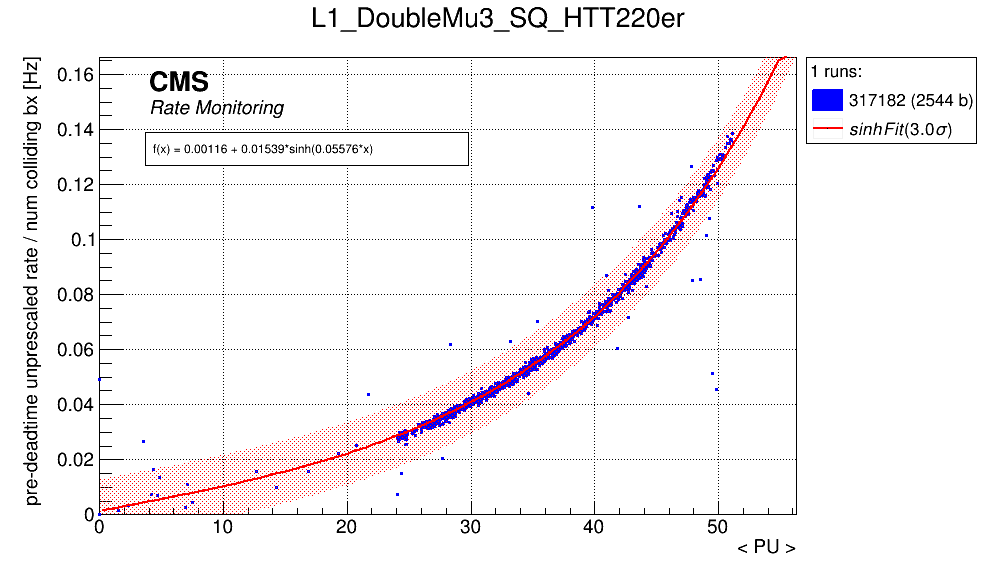 L1_DoubleMu3_SQ_HTT220er
pre-deadtime unprescaled rate / num colliding bx [Hz]
0.16
0.14
0.12
0.1
0.08
0.06
0.04
0.02
0
CMS
Rate Monitoring
f(x) = 0.00116 + 0.01539*sinh(0.05576*x)
0 10 20 30 40 50
< PU >
1 runs:
317182 (2544 b)
sinhFit(3.0σ)